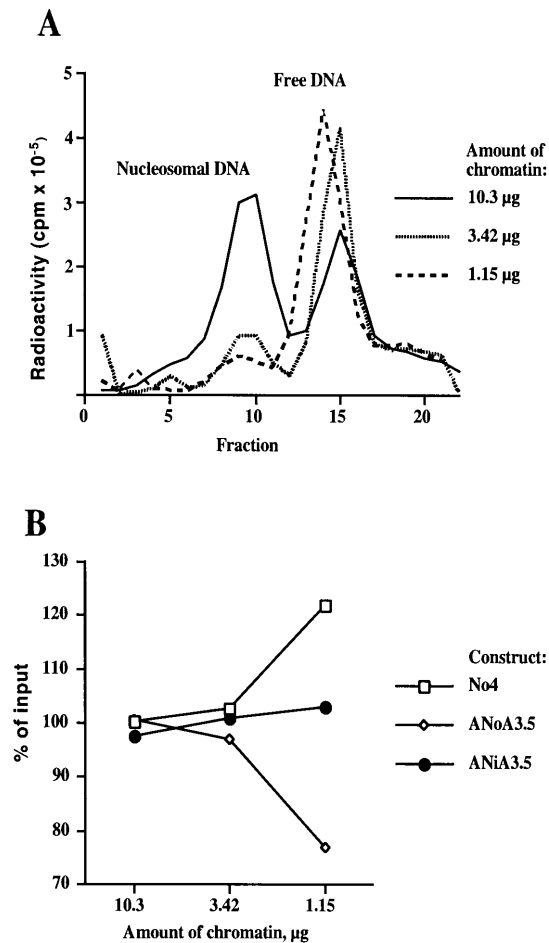 A
Free DNA
Nucleosomal DNA
Radioactivity (cpm x 10⁻⁵)
5
4
3
2
1
0
5
10
15
20
Fraction
Amount of
chromatin:
10.3 µg
3.42 µg
1.15 µg
B
% of input
130
120
110
100
90
80
70
10.3
3.42
1.15
Amount of chromatin, µg
Construct:
No4
ANoA3.5
ANiA3.5